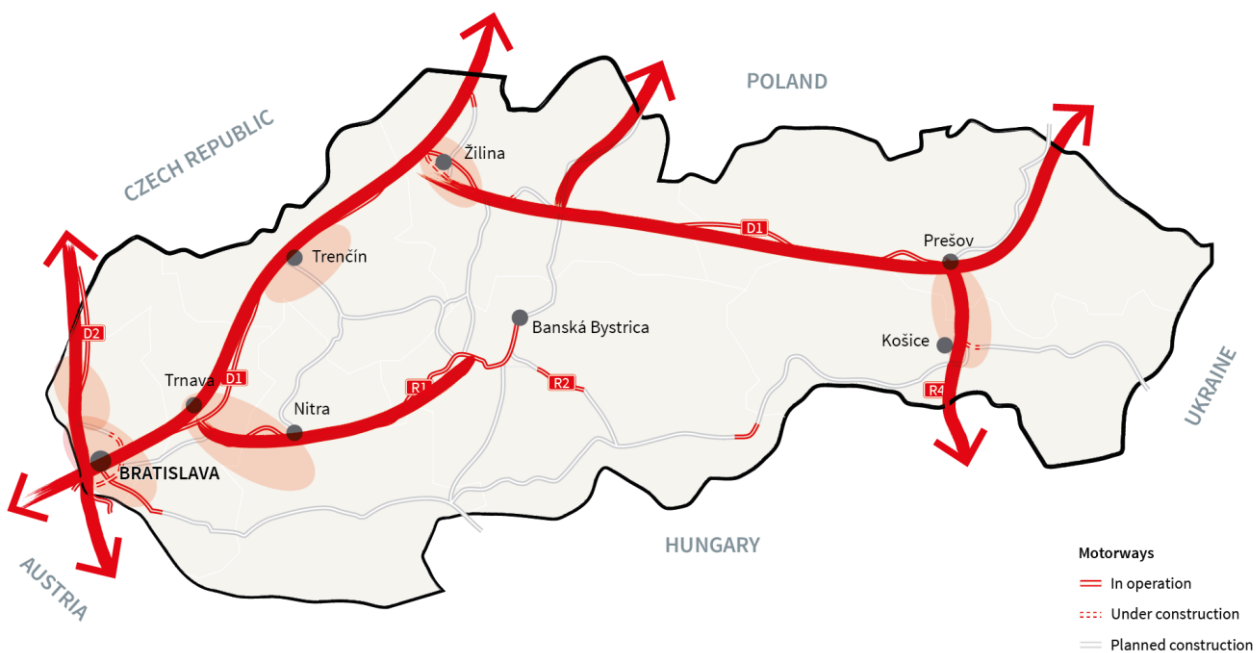 POLAND
CZECH REPUBLIC
Žilina
D1
Prešov
Trenčín
Banská Bystrica
D2
Košice
Trnava
D1
R1
R2
R4
Nitra
UKRAINE
BRATISLAVA
HUNGARY
AUSTRIA
Motorways
In operation
Under construction
Planned construction